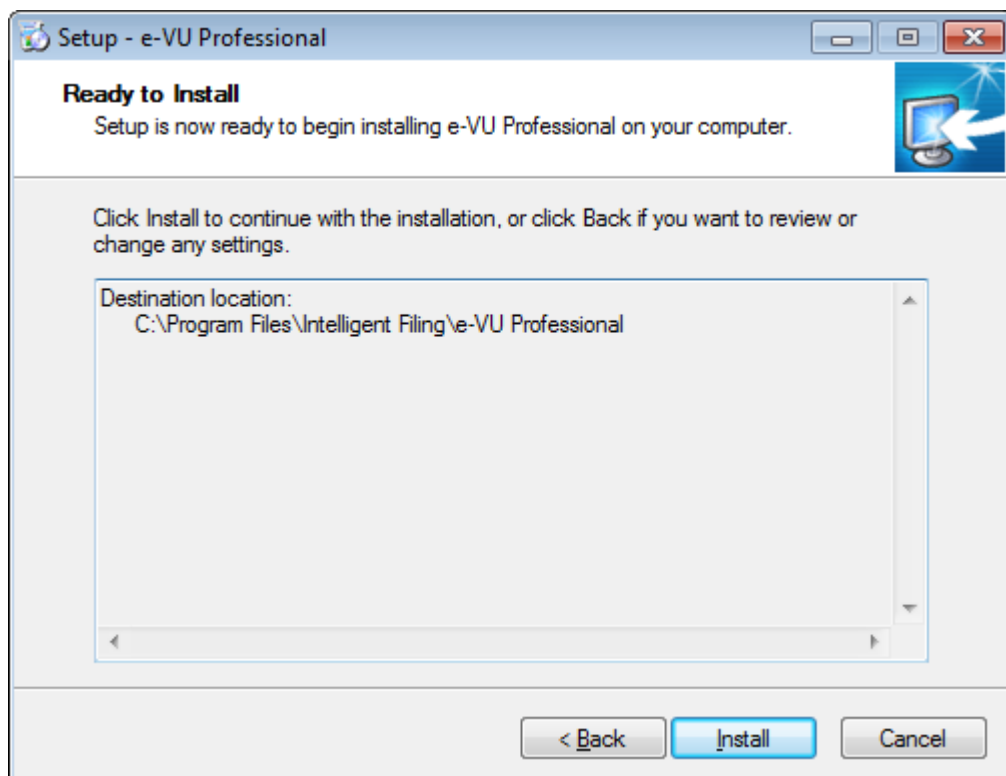 Setup - e-VU Professional
Ready to Install
Setup is now ready to begin installing e-VU Professional on your computer.
Click Install to continue with the installation, or click Back if you want to review or
change any settings.
Destination location:
C:\Program Files\Intelligent Filing\e-VU Professional
< Back
Install
Cancel